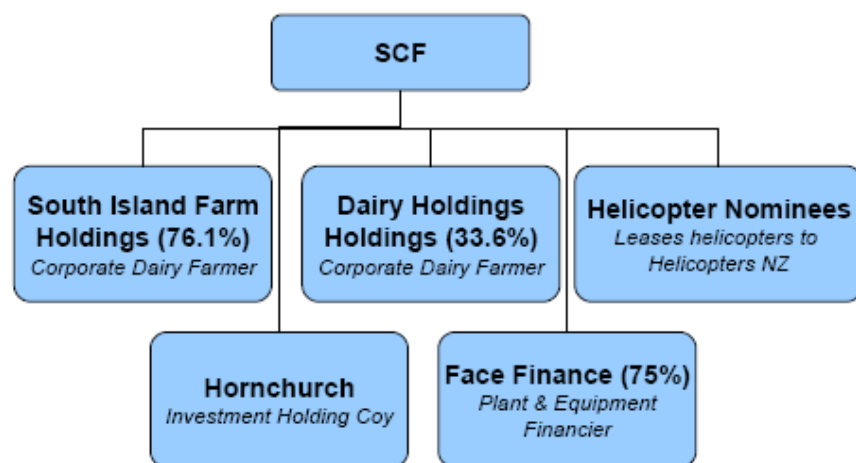 SCF
South Island Farm
Holdings (76.1%)
Corporate Dairy Farmer
Dairy Holdings
Holdings (33.6%)
Corporate Dairy Farmer
Helicopter Nominees
Leases helicopters to
Helicopters NZ
Hornchurch
Investment Holding Coy
Face Finance (75%)
Plant & Equipment
Financier